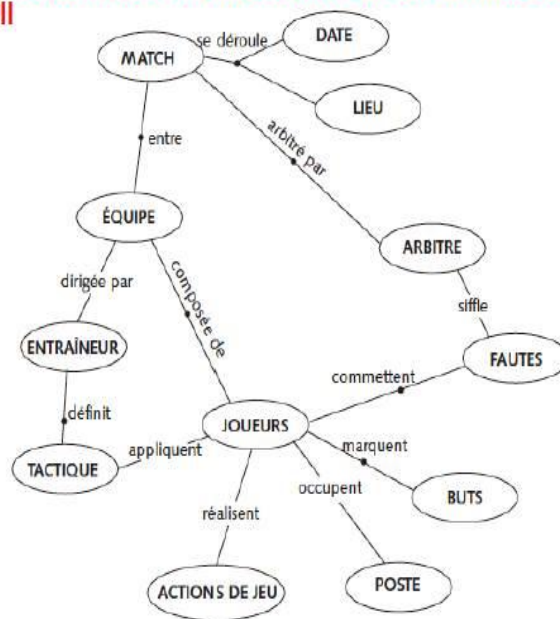 II
DATE
se déroule
MATCH
LIEU
arbitré par
entre
ÉQUIPE
ARBITRE
composée de
dirigée par
siffle
ENTRAÎNEUR
FAUTES
commettent
définit
JOUEURS
marquent
appliquent
TACTIQUE
occupent
BUTS
réalisent
POSTE
ACTIONS DE JEU